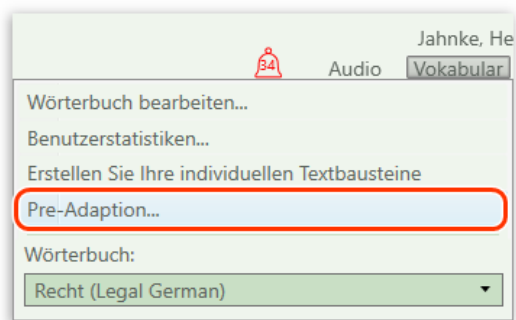 Jahnke, He
34 Audio Vokabular
Wörterbuch bearbeiten...
Benutzerstatistiken...
Erstellen Sie Ihre individuellen Textbausteine
Pre-Adaption...
Wörterbuch:
Recht (Legal German)